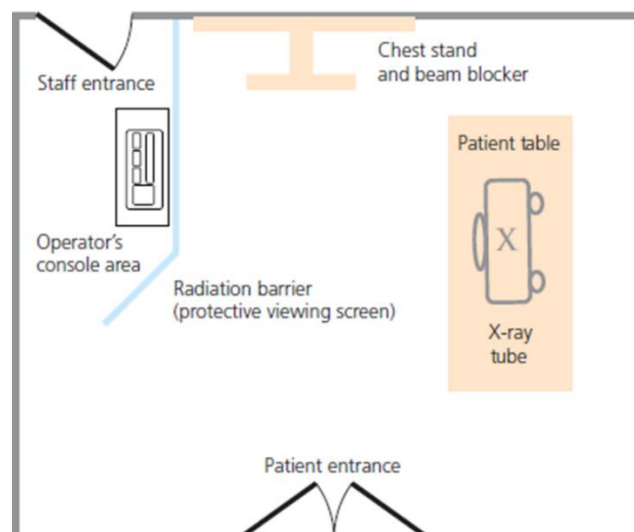 Staff entrance
Chest stand
and beam blocker
Patient table
X
X-ray
tube
Operator's
console area
Radiation barrier
(protective viewing screen)
Patient entrance